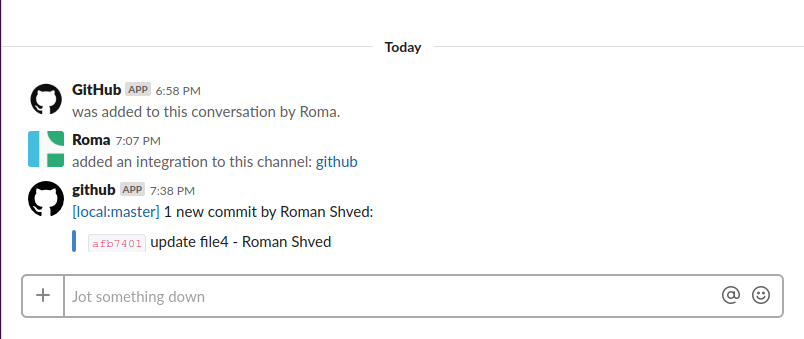 Today
GitHub APP 6:58 PM
was added to this conversation by Roma.
Roma 7:07 PM
added an integration to this channel: github
github APP 7:38 PM
[local:master] 1 new commit by Roman Shved:
afb7401 update file4 - Roman Shved
Jot something down